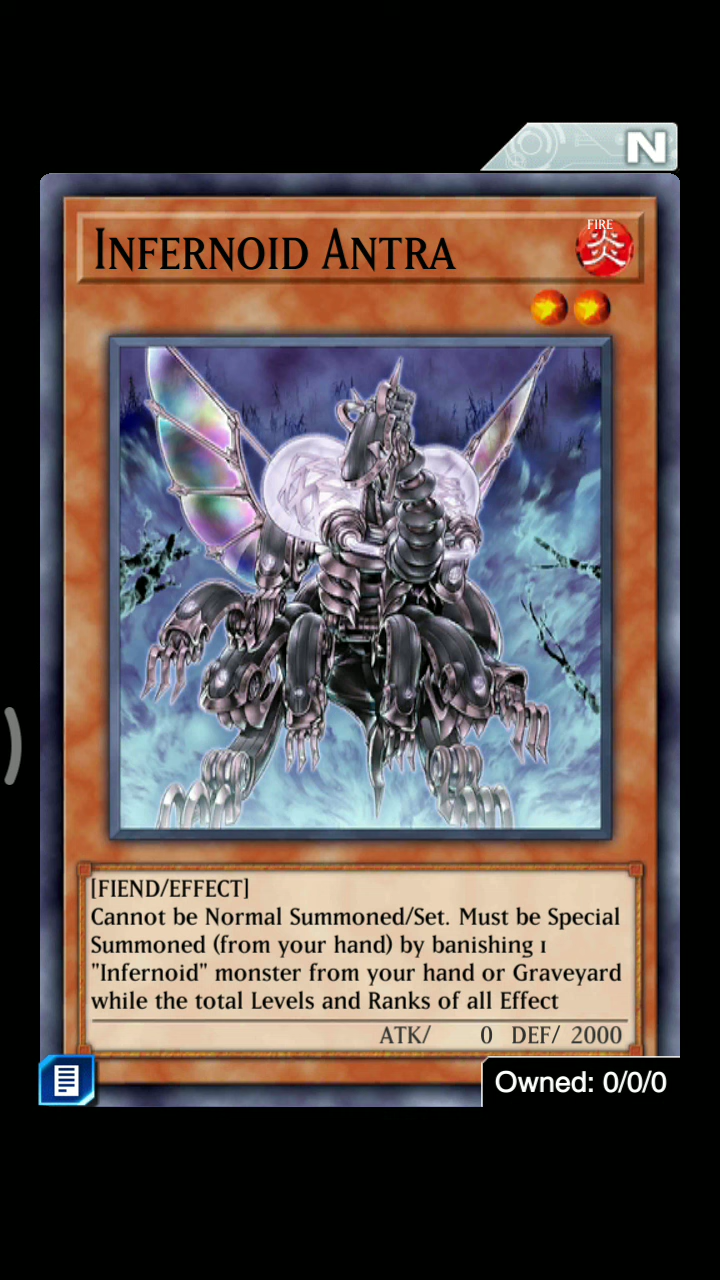 N
INFERNOID ANTRA
FIRE
炎
[FIEND/EFFECT]
Cannot be Normal Summoned/Set. Must be Special
Summoned (from your hand) by banishing 1
"Infernoid" monster from your hand or Graveyard
while the total Levels and Ranks of all Effect
ATK/ 0 DEF/ 2000
Owned: 0/0/0